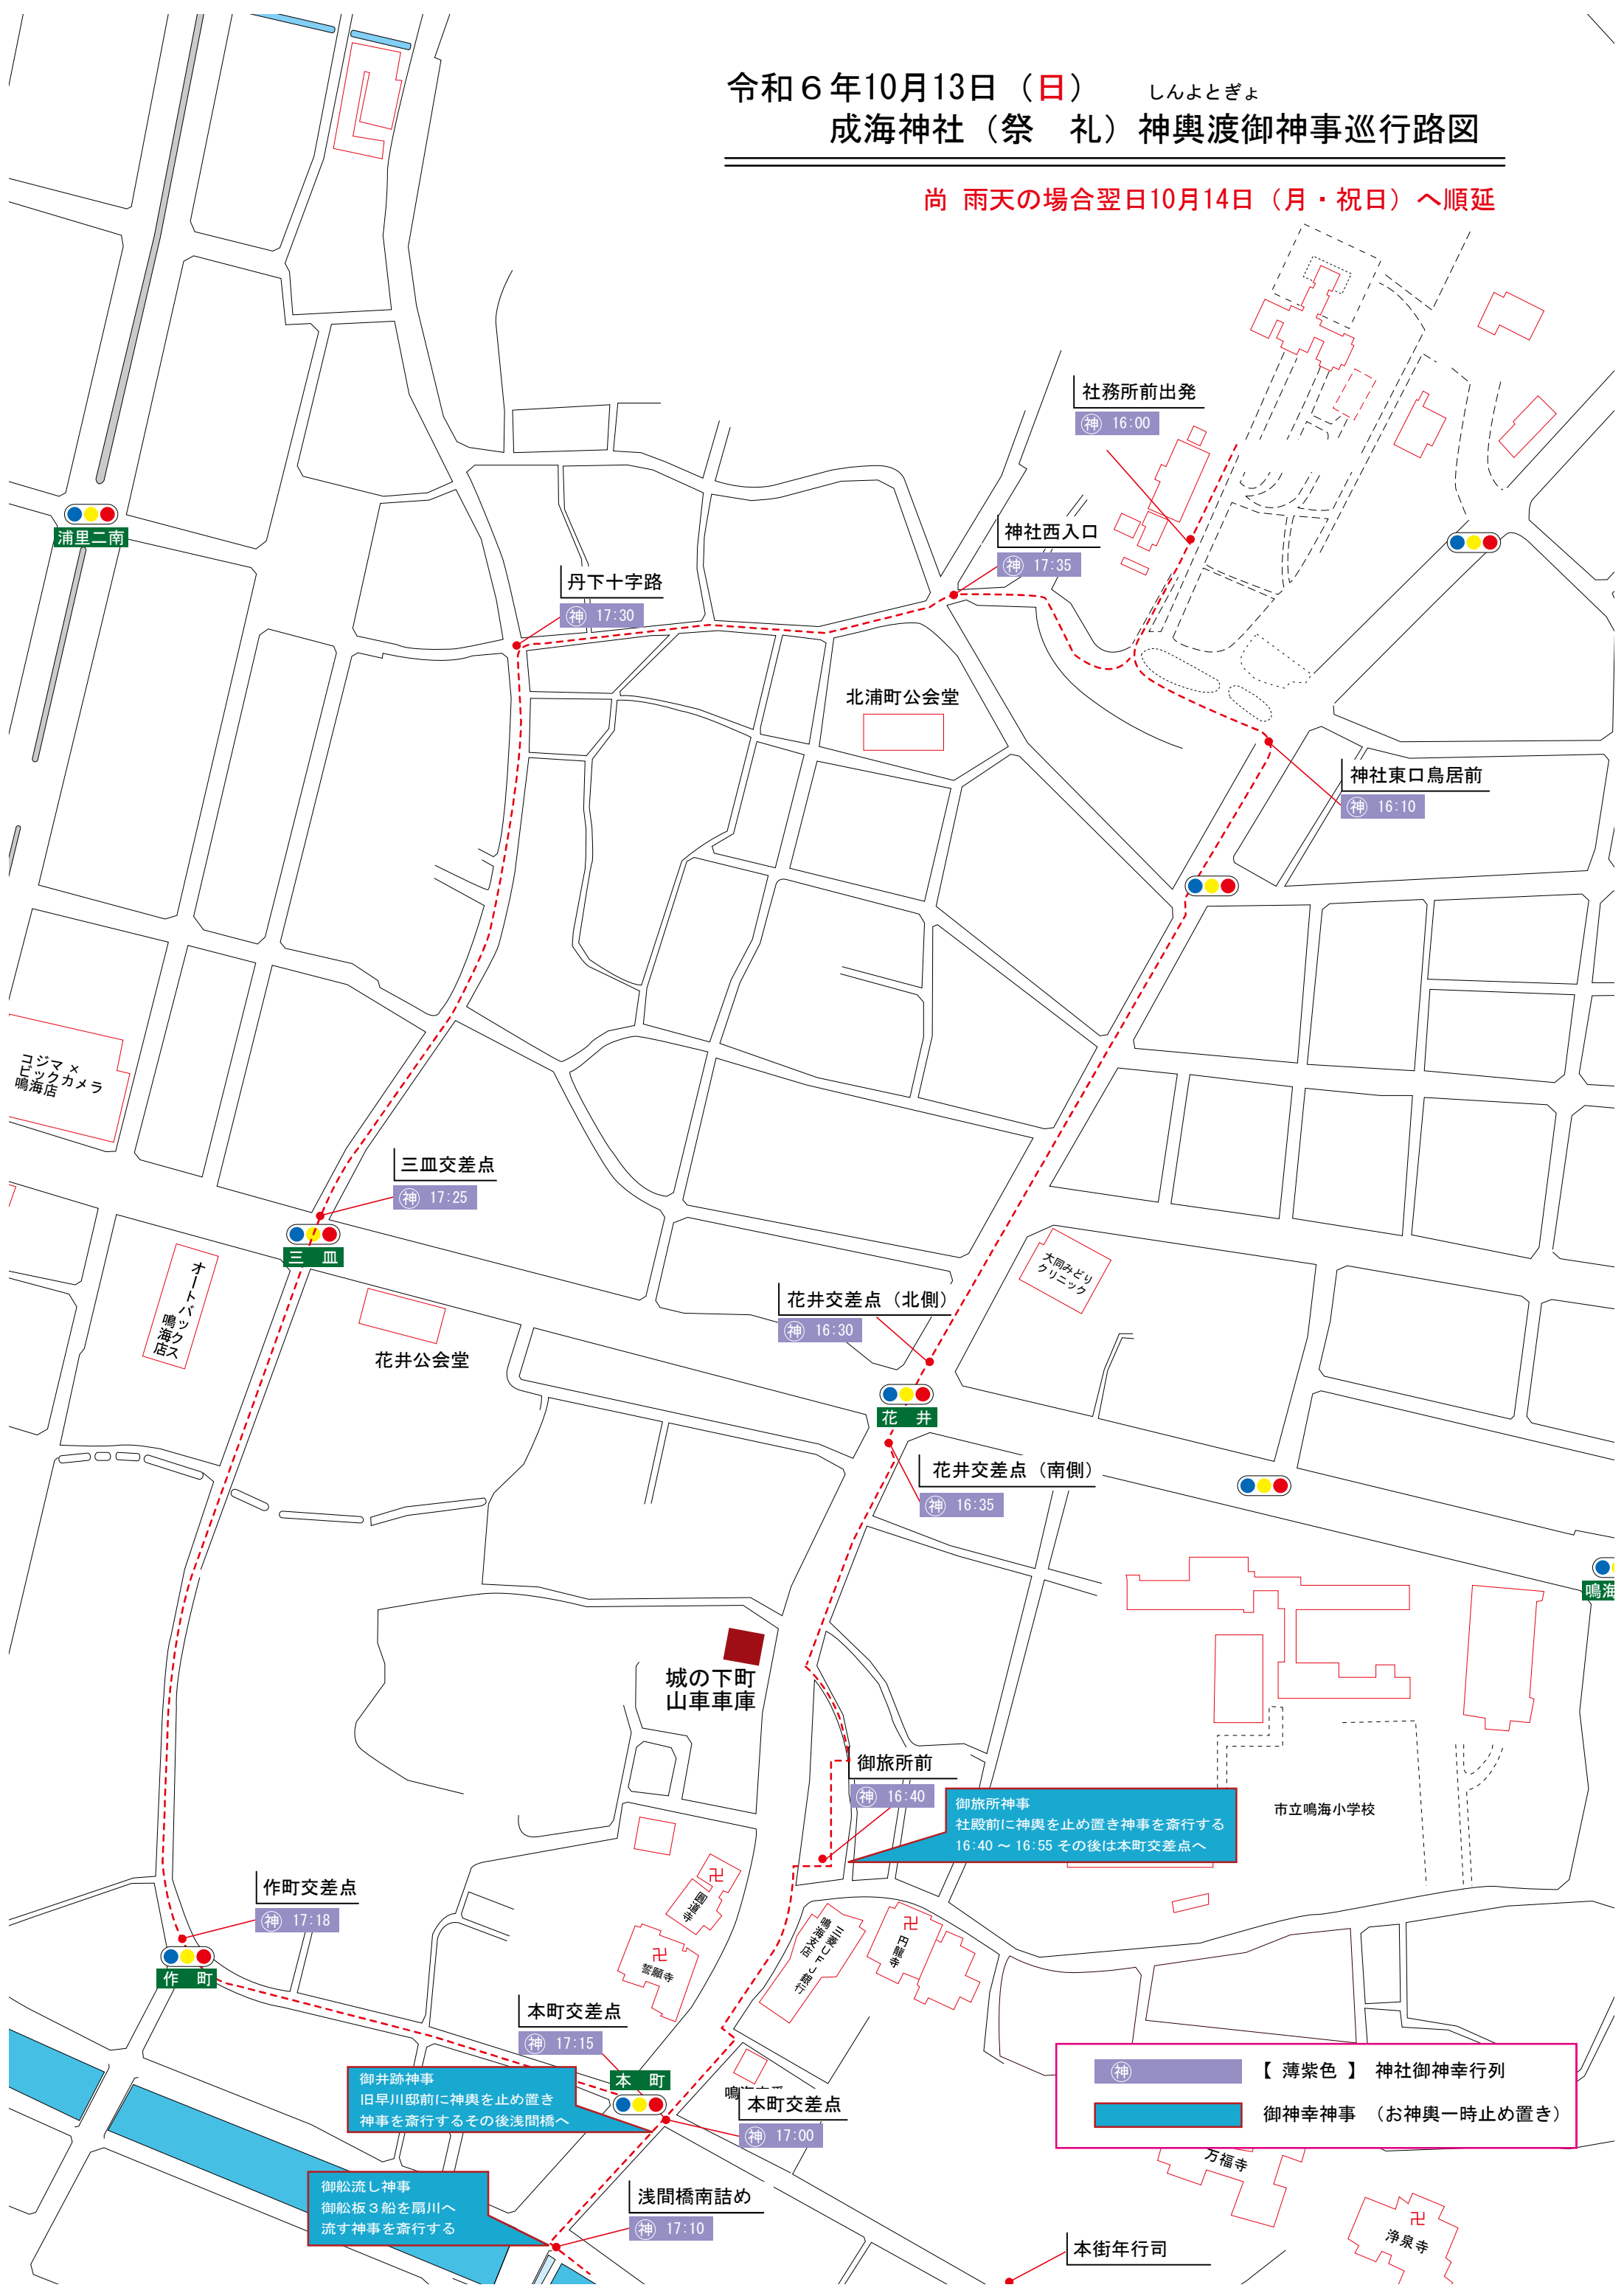 令和６年10月13日（日）
しんよとぎょ
成海神社（祭　礼）神輿渡御神事巡行路図
尚 雨天の場合翌日10月14日（月・祝日）へ順延
社務所前出発
神 16:00
神社西入口
神 17:35
浦里二南
丹下十字路
神 17:30
北浦町公会堂
神社東口鳥居前
神 16:10
コジマ×
ビックカメラ
鳴海店
三皿交差点
神 17:25
三　皿
オートバックス
鳴海店
花井公会堂
大同みどり
クリニック
花井交差点（北側）
神 16:30
花　井
花井交差点（南側）
神 16:35
鳴海
城の下町
山車車庫
御旅所前
神 16:40
御旅所神事
社殿前に神輿を止め置き神事を斎行する
16:40 ～ 16:55 その後は本町交差点へ
市立鳴海小学校
作町交差点
神 17:18
作　町
圓道寺
誓願寺
三菱ＵＦＪ銀行
鳴海支店
円龍寺
本町交差点
神 17:15
本　町
御井跡神事
旧早川邸前に神輿を止め置き
神事を斎行するその後浅間橋へ
本町交差点
神 17:00
神
【 薄紫色 】 神社御神幸行列
御神幸神事 （お神輿一時止め置き）
万福寺
御舩流し神事
御舩板３船を扇川へ
流す神事を斎行する
浅間橋南詰め
神 17:10
浄泉寺
本街年行司